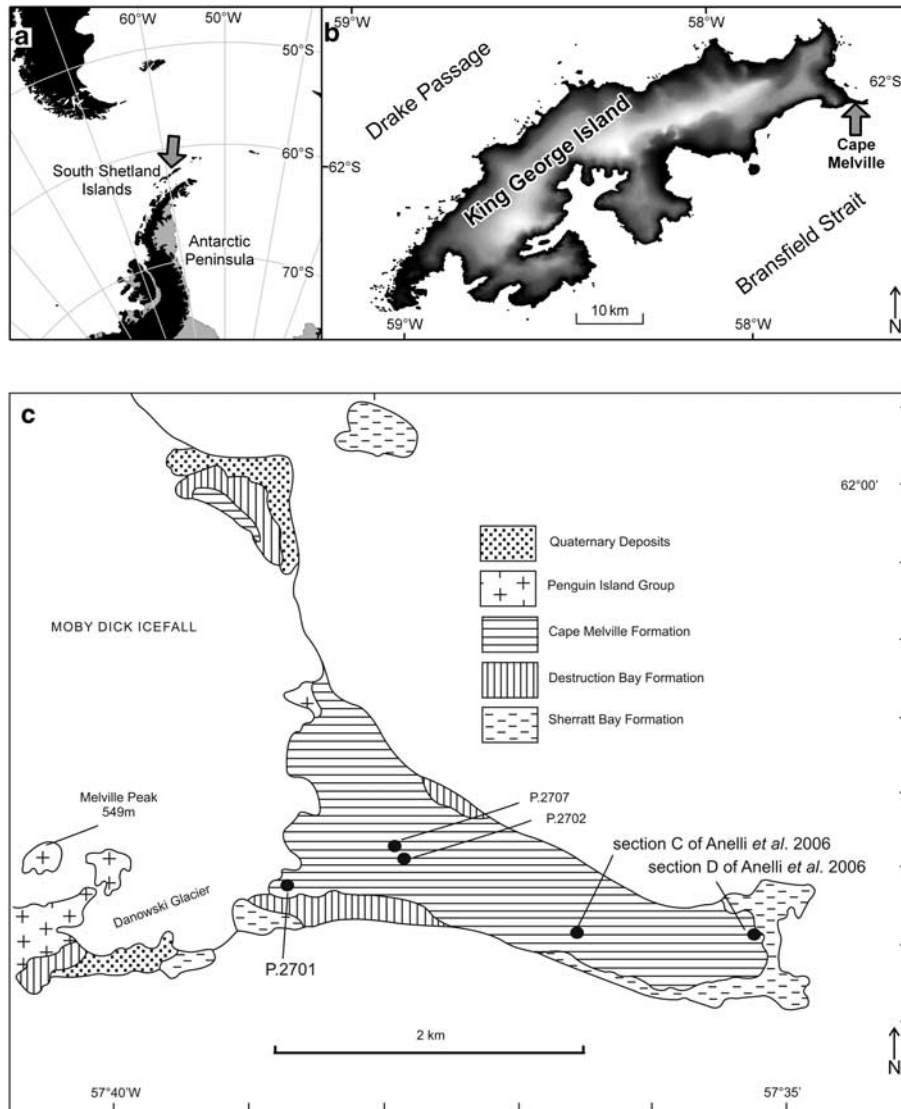 a
60°W
50°W
50°S
60°S
70°S
South Shetland
Islands
Antarctic
Peninsula
b
59°W
58°W
62°S
62°S
Drake Passage
King George Island
Cape
Melville
Bransfield Strait
10 km
59°W
58°W
N
c
62°00'
Quaternary Deposits
Penguin Island Group
Cape Melville Formation
Destruction Bay Formation
Sherratt Bay Formation
MOBY DICK ICEFALL
Melville Peak
549m
P.2707
P.2702
section C of Anelli et al. 2006
section D of Anelli et al. 2006
Danowski Glacier
P.2701
2 km
N
57°40'W
57°35'